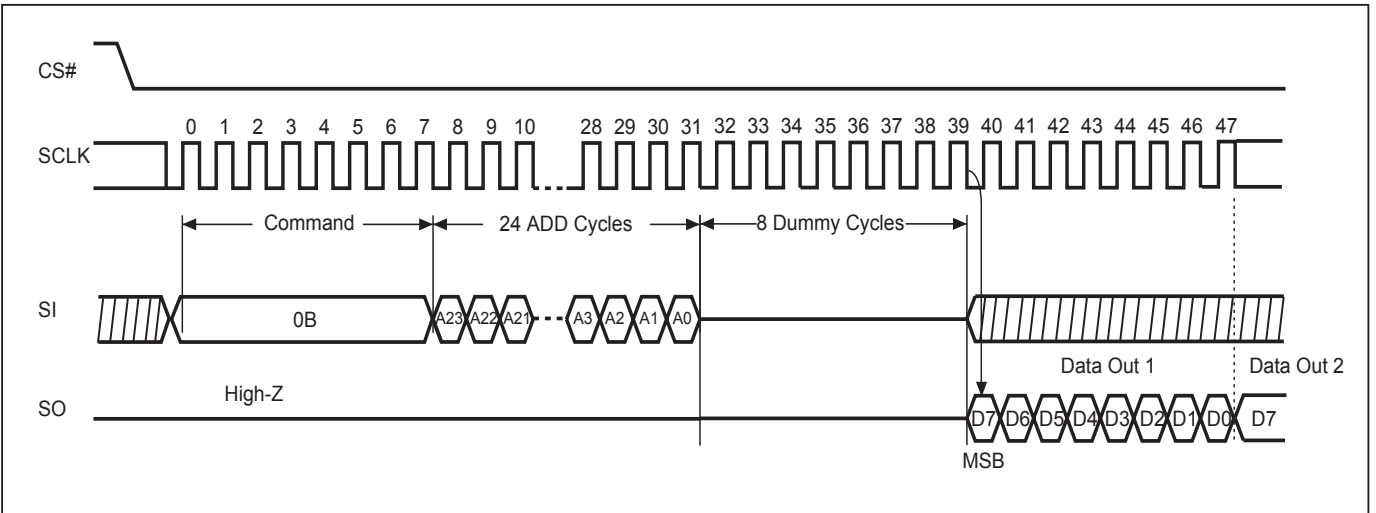 CS#
0 1 2 3 4 5 6 7 8 9 10 28 29 30 31 32 33 34 35 36 37 38 39 40 41 42 43 44 45 46 47
SCLK
Command 24 ADD Cycles 8 Dummy Cycles
SI 0B A23 A22 A21 A3 A2 A1 A0
Data Out 1 Data Out 2
High-Z
SO D7 D6 D5 D4 D3 D2 D1 D0 D7
MSB